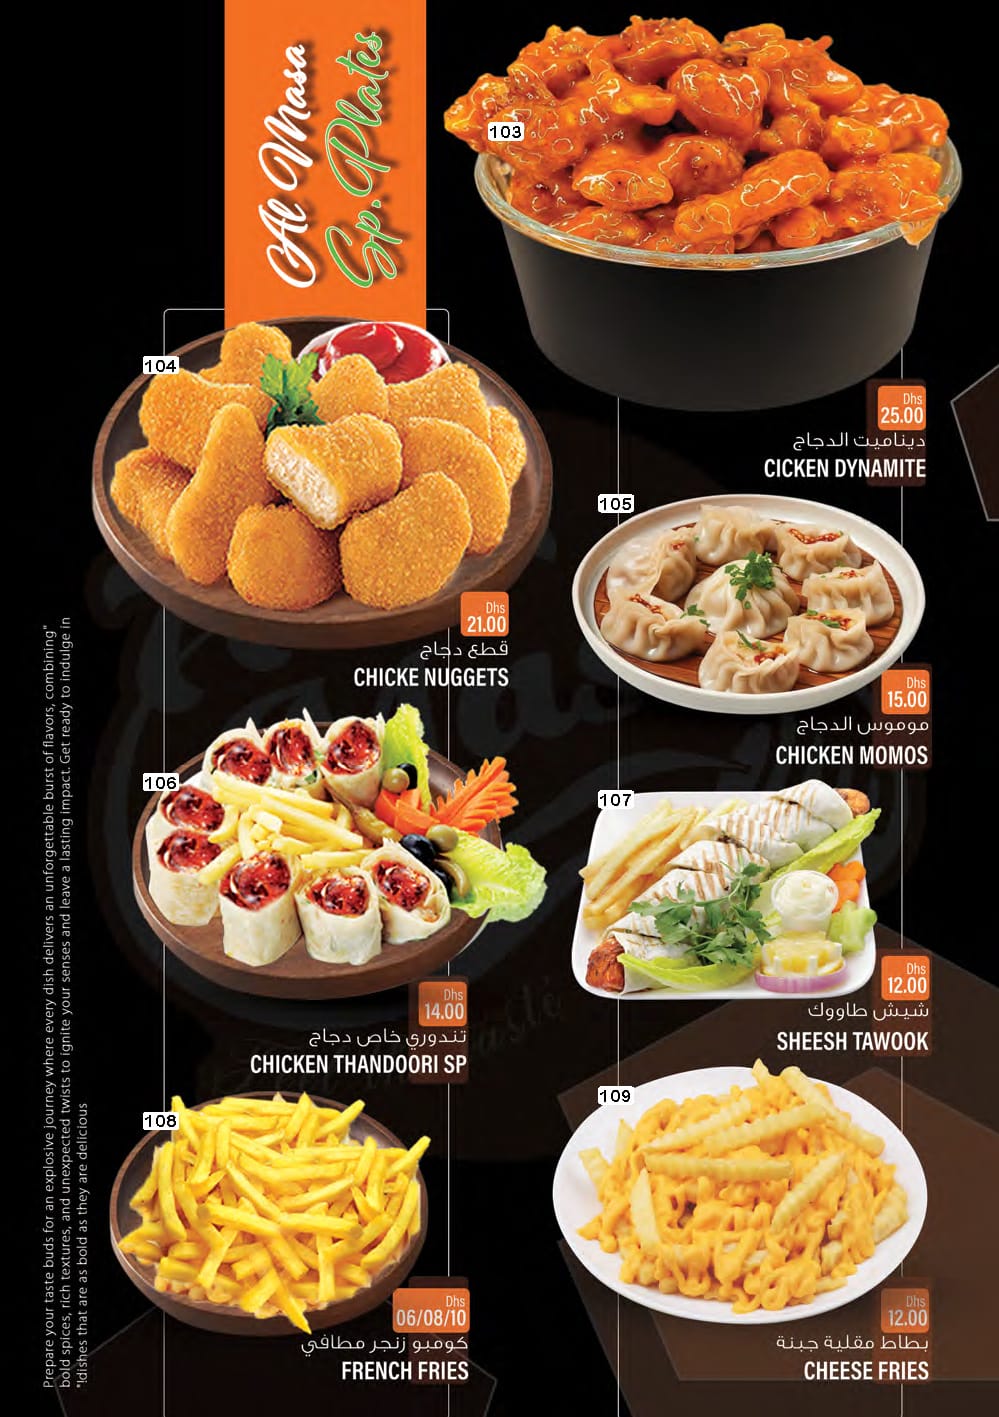 Al Masa
Sp. Plates
103
Dhs
25.00
ديناميت الدجاج
CICKEN DYNAMITE
104
Dhs
21.00
قطع دجاج
CHICKE NUGGETS
105
Dhs
15.00
موموس الدجاج
CHICKEN MOMOS
106
Dhs
14.00
تندوري خاص دجاج
CHICKEN THANDOORI SP
107
Dhs
12.00
شيش طاووك
SHEESH TAWOOK
108
Dhs
06/08/10
كومبو زنجر مطافي
FRENCH FRIES
109
Dhs
12.00
بطاط مقلية جبنة
CHEESE FRIES
Prepare your taste buds for an explosive journey where every dish delivers an unforgettable burst of flavors, combining"
bold spices, rich textures, and unexpected twists to ignite your senses and leave a lasting impact. Get ready to indulge in
"!dishes that are as bold as they are delicious